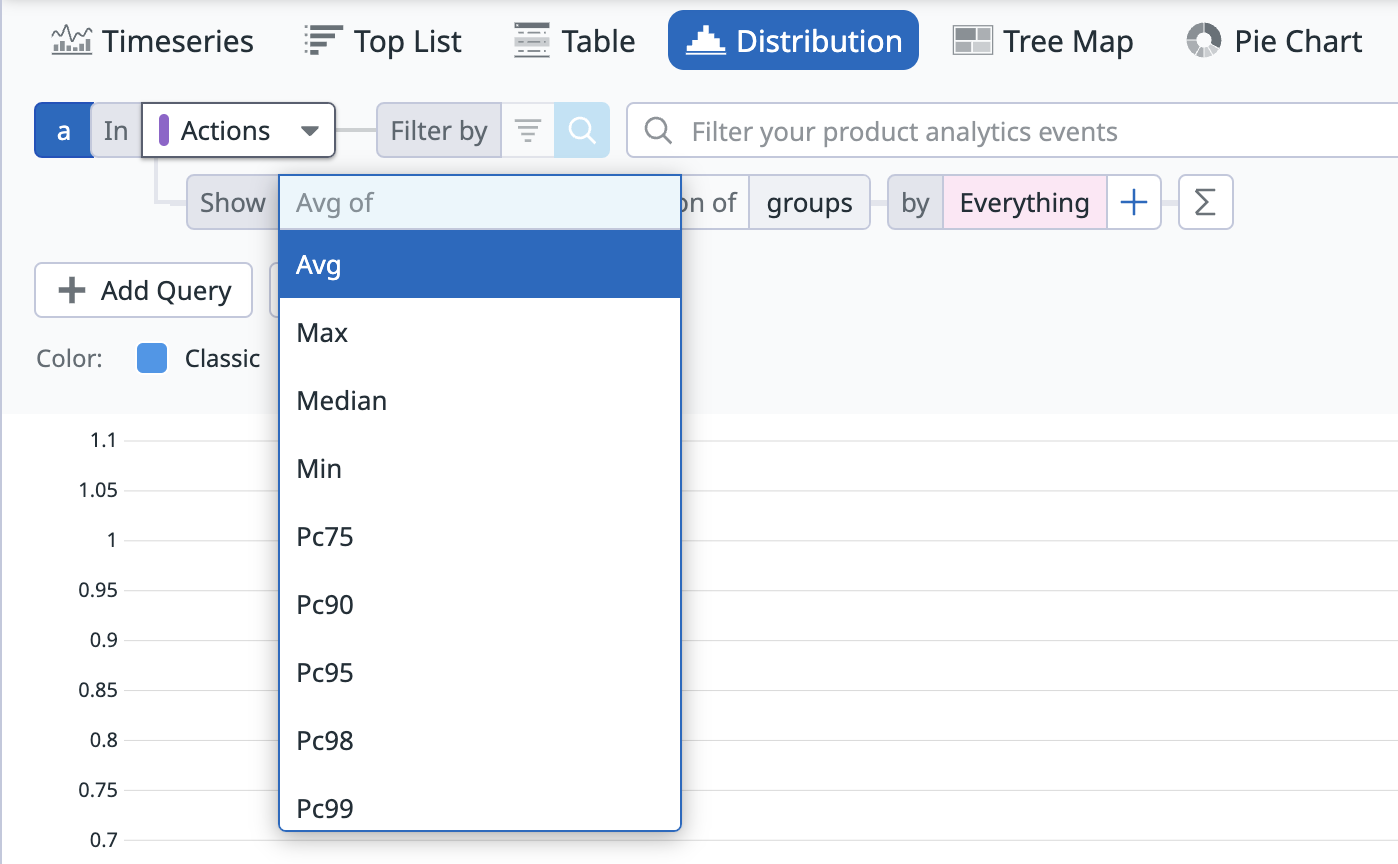 Timeseries Top List Table Distribution Tree Map Pie Chart
a In Actions Filter by Filter your product analytics events
Show Avg of on of groups by Everything Σ
Avg
Add Query
Max
Color: Classic
Median
1.1
Min
1.05
Pc75
1
0.95
Pc90
0.9
Pc95
0.85
Pc98
0.8
0.75
Pc99
0.7